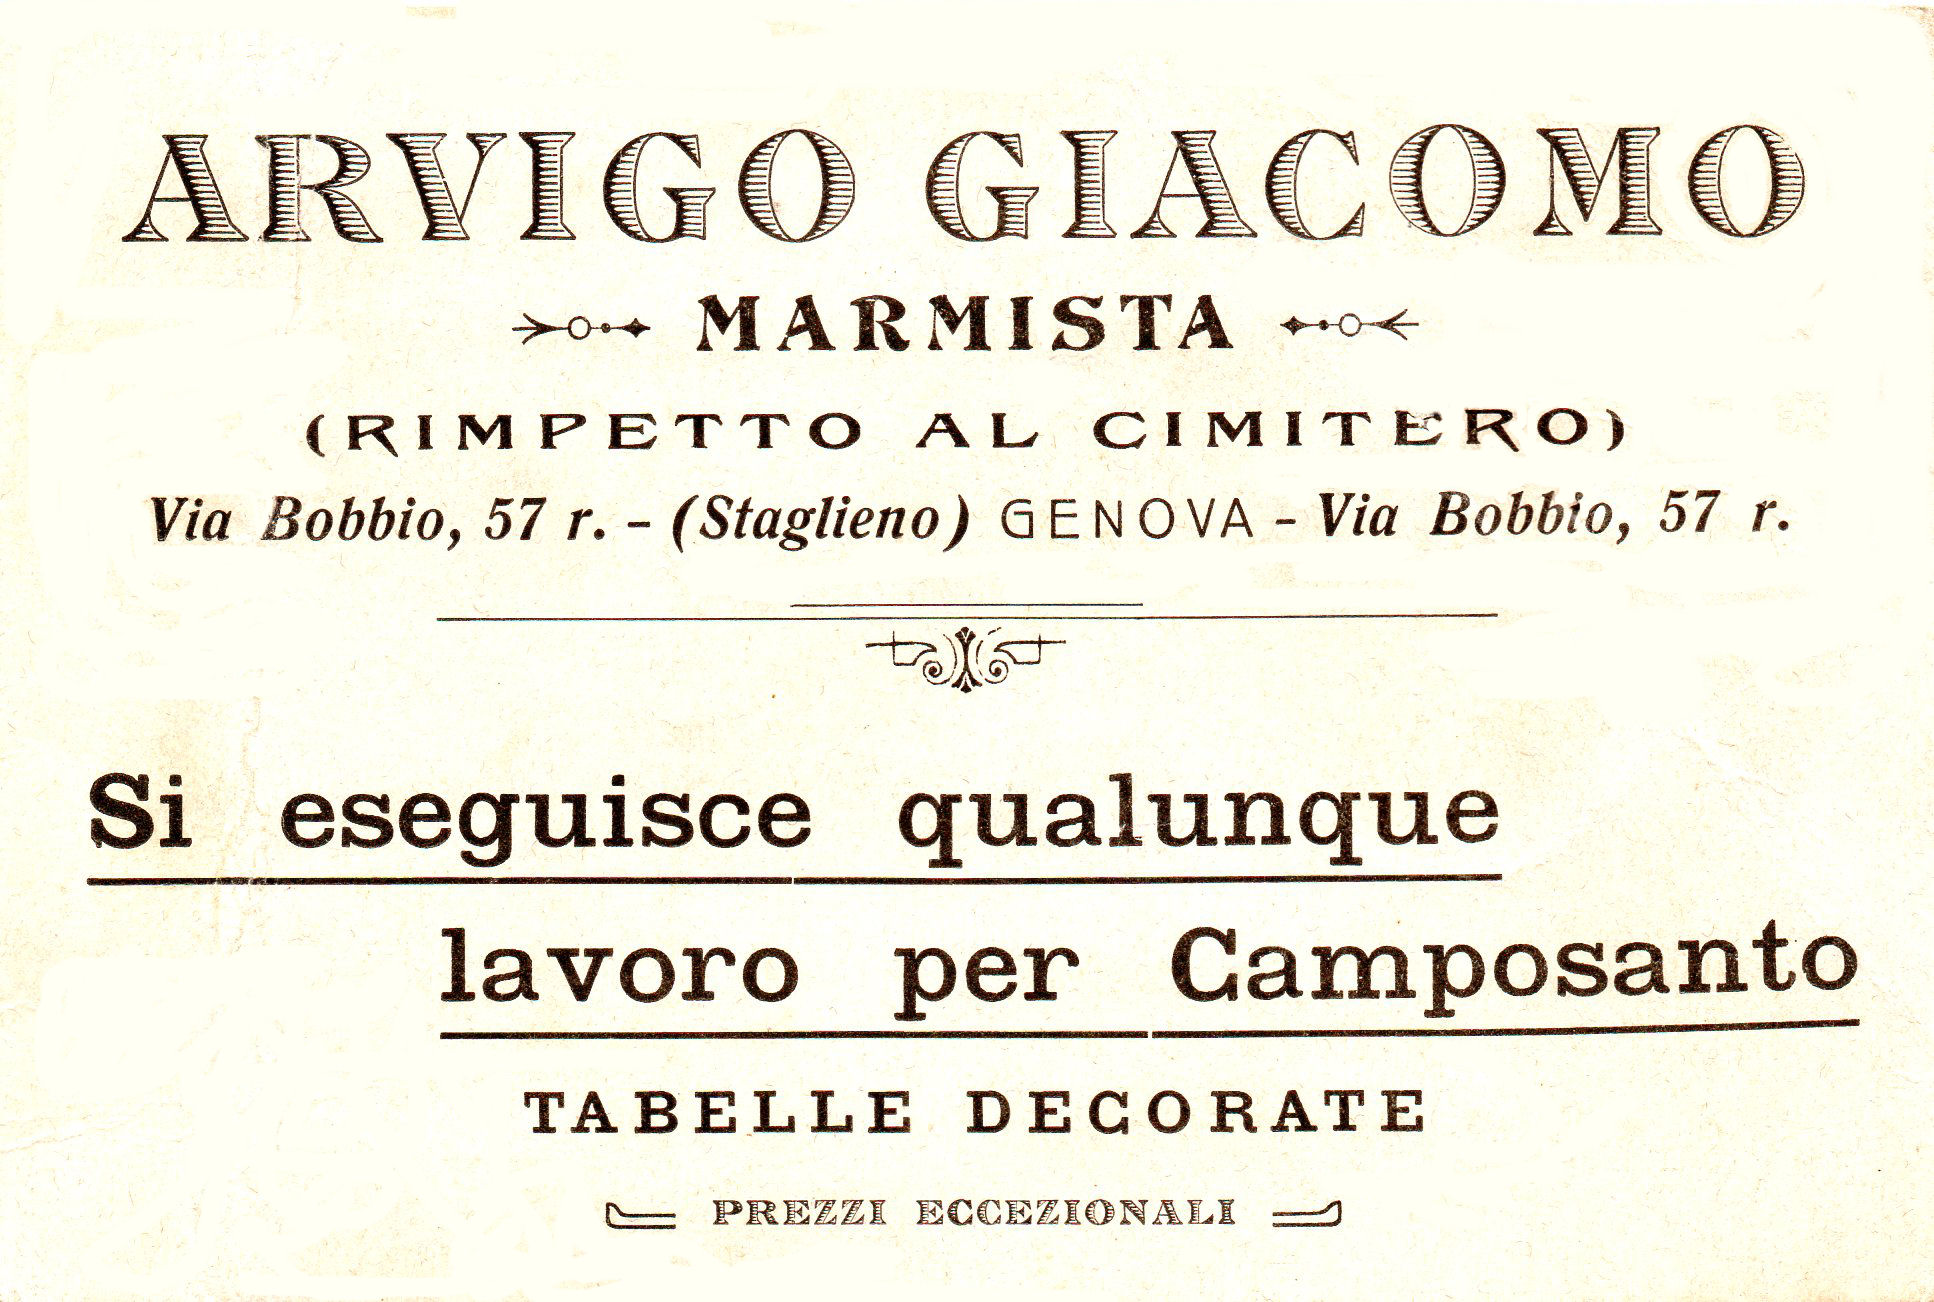 ARVIGO GIACOMO
MARMISTA
(RIMPETTO AL CIMITERO)
Via Bobbio, 57 r. - (Staglieno) GENOVA - Via Bobbio, 57 r.
Si eseguisce qualunque
lavoro per Camposanto
TABELLE DECORATE
PREZZI ECCEZIONALI